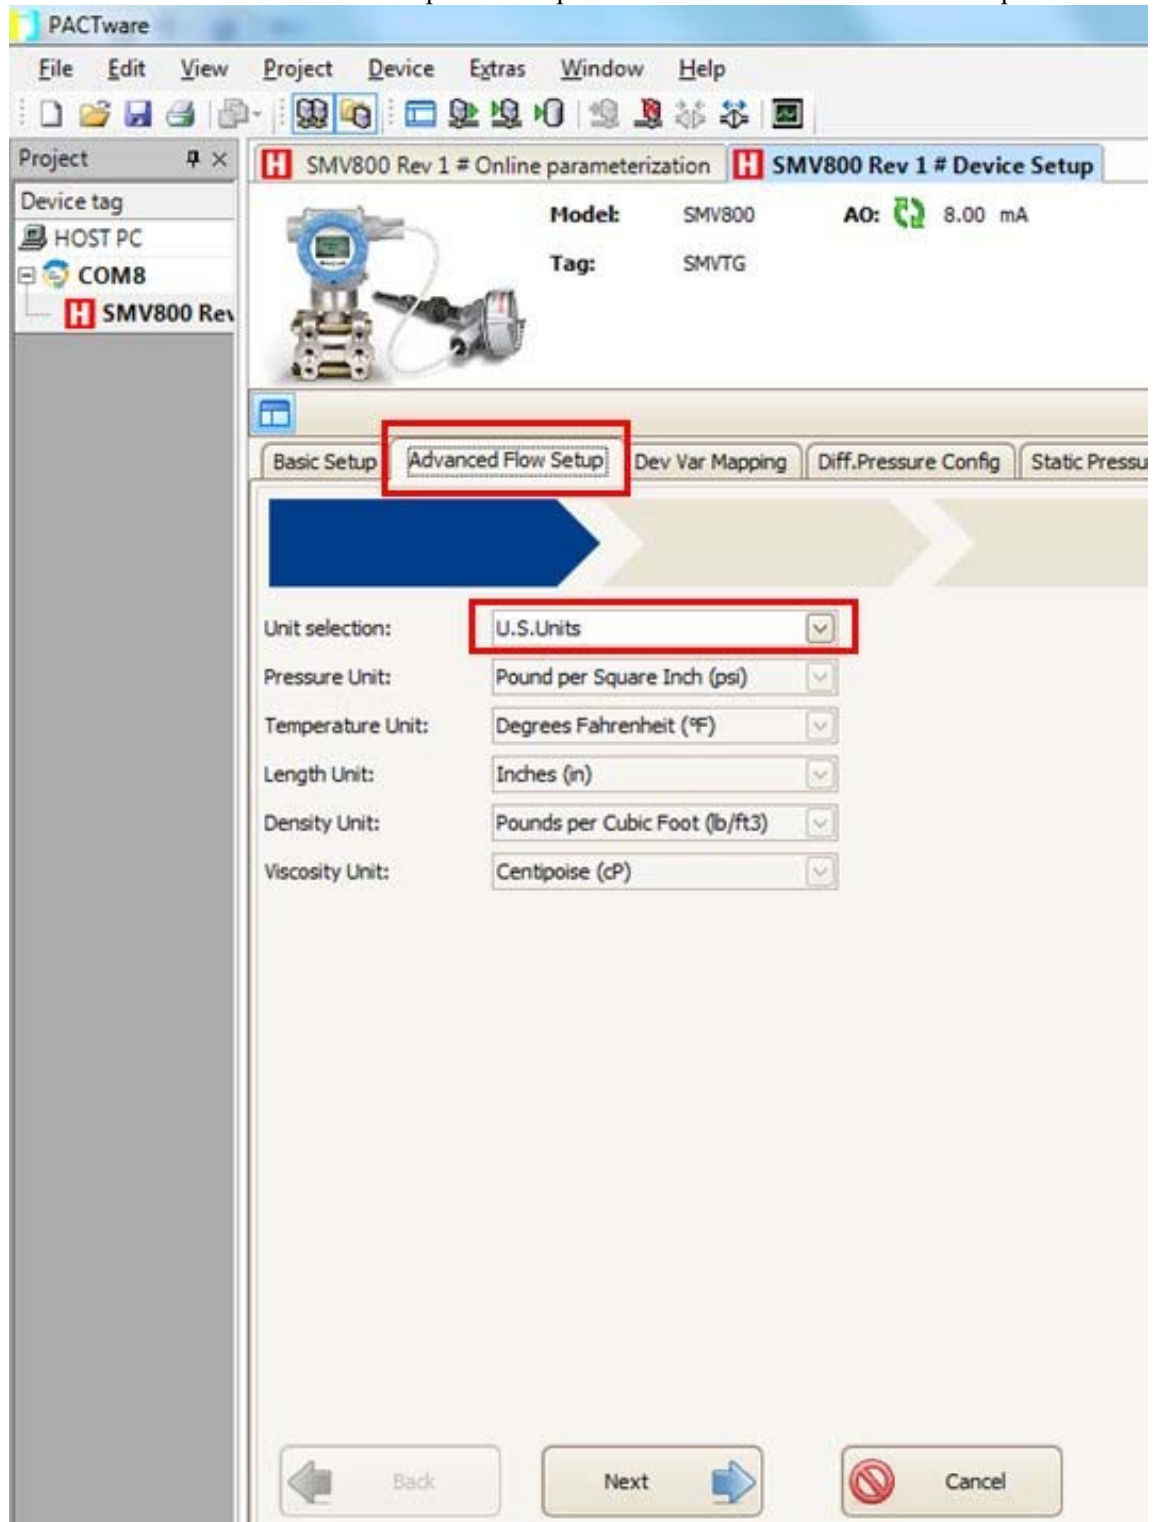 PACTware
File Edit View Project Device Extras Window Help
Project
SMV800 Rev 1 # Online parameterization SMV800 Rev 1 # Device Setup
Device tag
HOST PC
COM8
SMV800 Rev
Model: SMV800 AO: 8.00 mA
Tag: SMVTG
Basic Setup Advanced Flow Setup Dev Var Mapping Diff.Pressure Config Static Pressu
Unit selection: U.S.Units
Pressure Unit: Pound per Square Inch (psi)
Temperature Unit: Degrees Fahrenheit (°F)
Length Unit: Inches (in)
Density Unit: Pounds per Cubic Foot (lb/ft3)
Viscosity Unit: Centipoise (cP)
Back Next Cancel